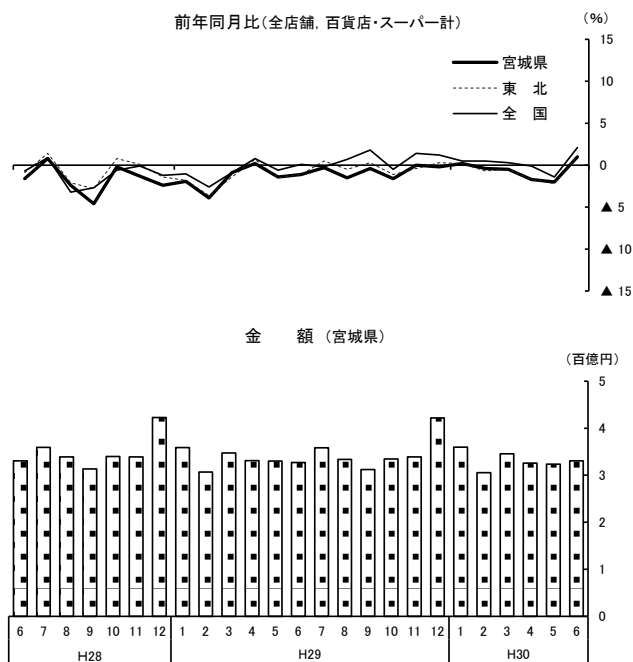 前年同月比(全店舗，百貨店・スーパー計)
(%)
15
10
5
0
▲ 5
▲ 10
▲ 15
宮城県
東　北
全　国
金　　額 (宮城県)
(百億円)
5
4
3
2
1
0
6 7 8 9 10 11 12 1 2 3 4 5 6 7 8 9 10 11 12 1 2 3 4 5 6
H28 H29 H30